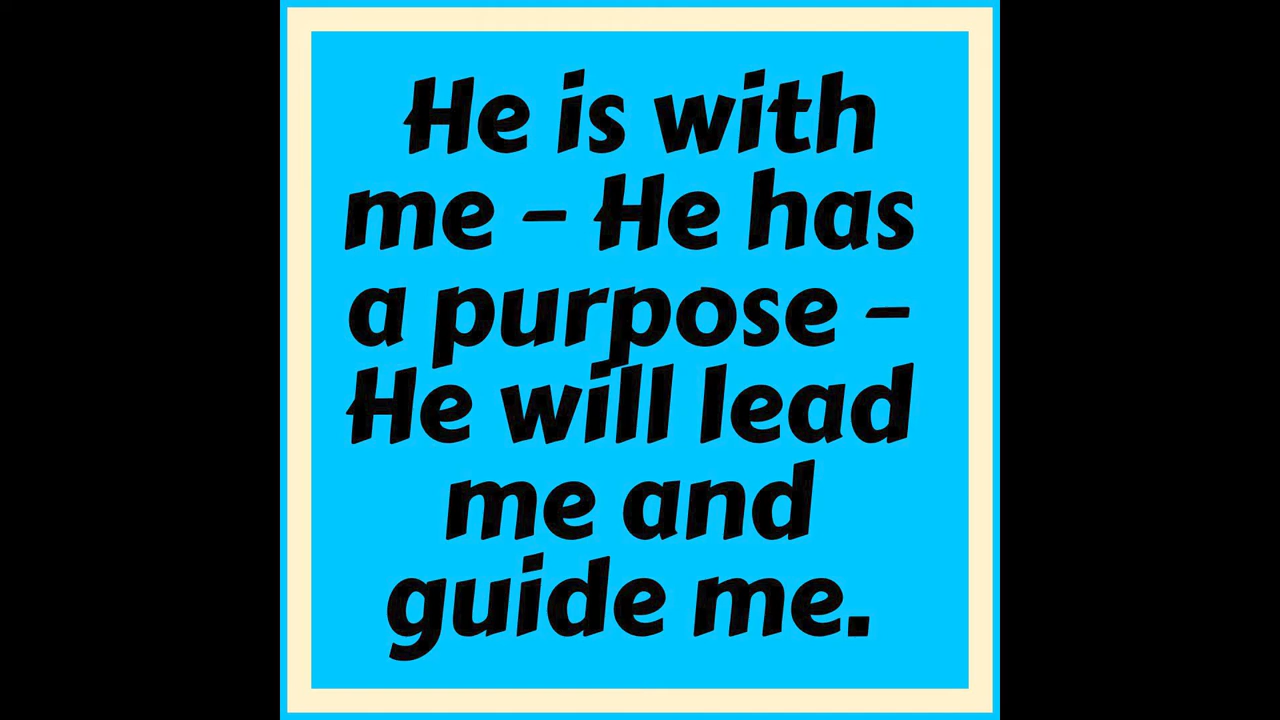 He is with
me – He has
a purpose –
He will lead
me and
guide me.